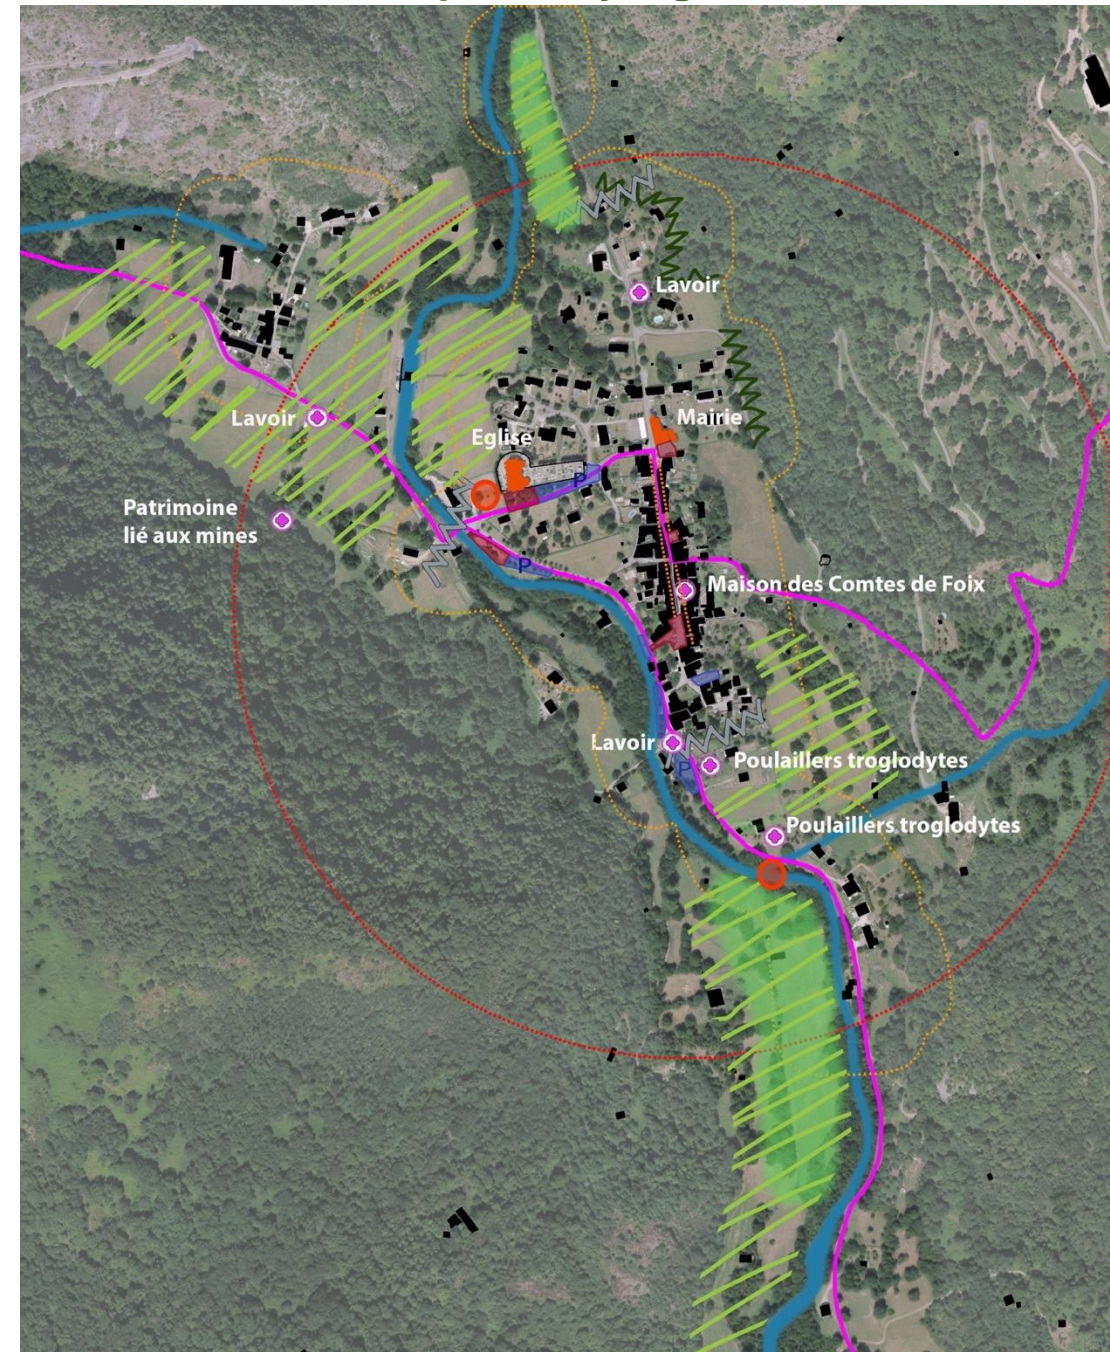 Lavoir
Mairie
Lavoir
Eglise
P
Patrimoine
lié aux mines
P
Maison des Comtes de Foix
Lavoir
Poulaillers troglodytes
P
Poulaillers troglodytes